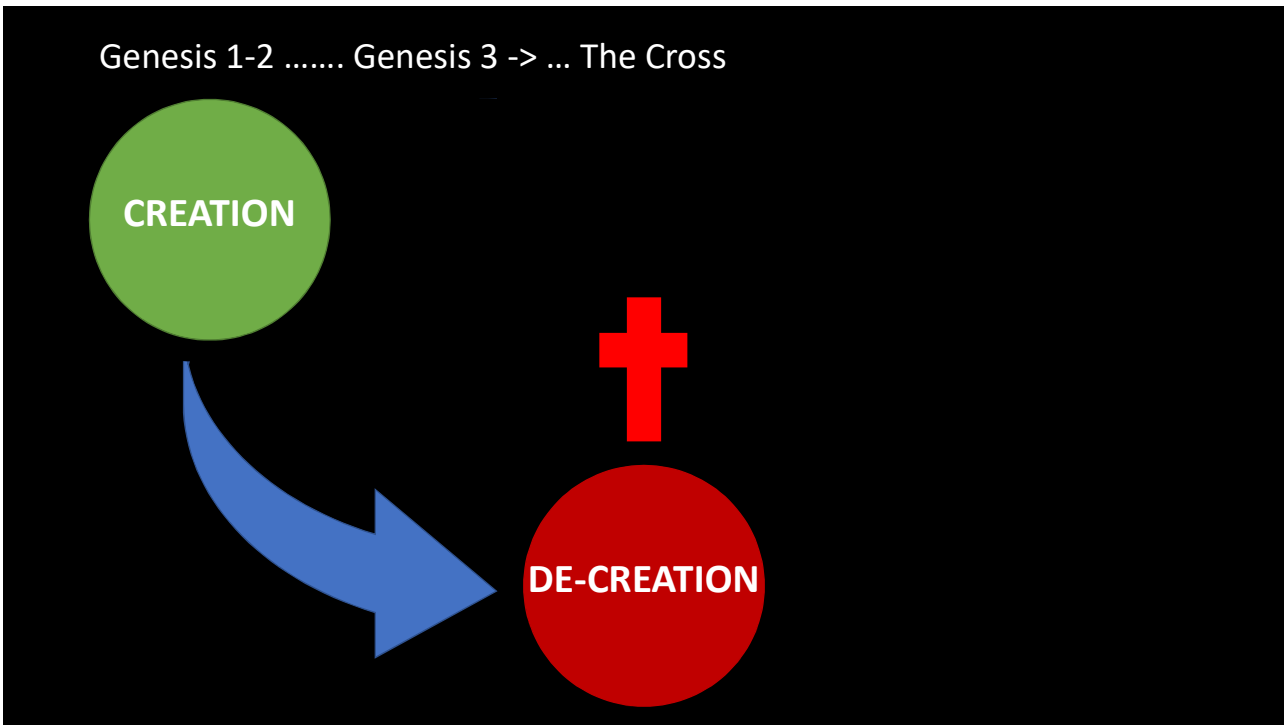 Genesis 1-2 ....... Genesis 3 -> ... The Cross
CREATION
DE-CREATION